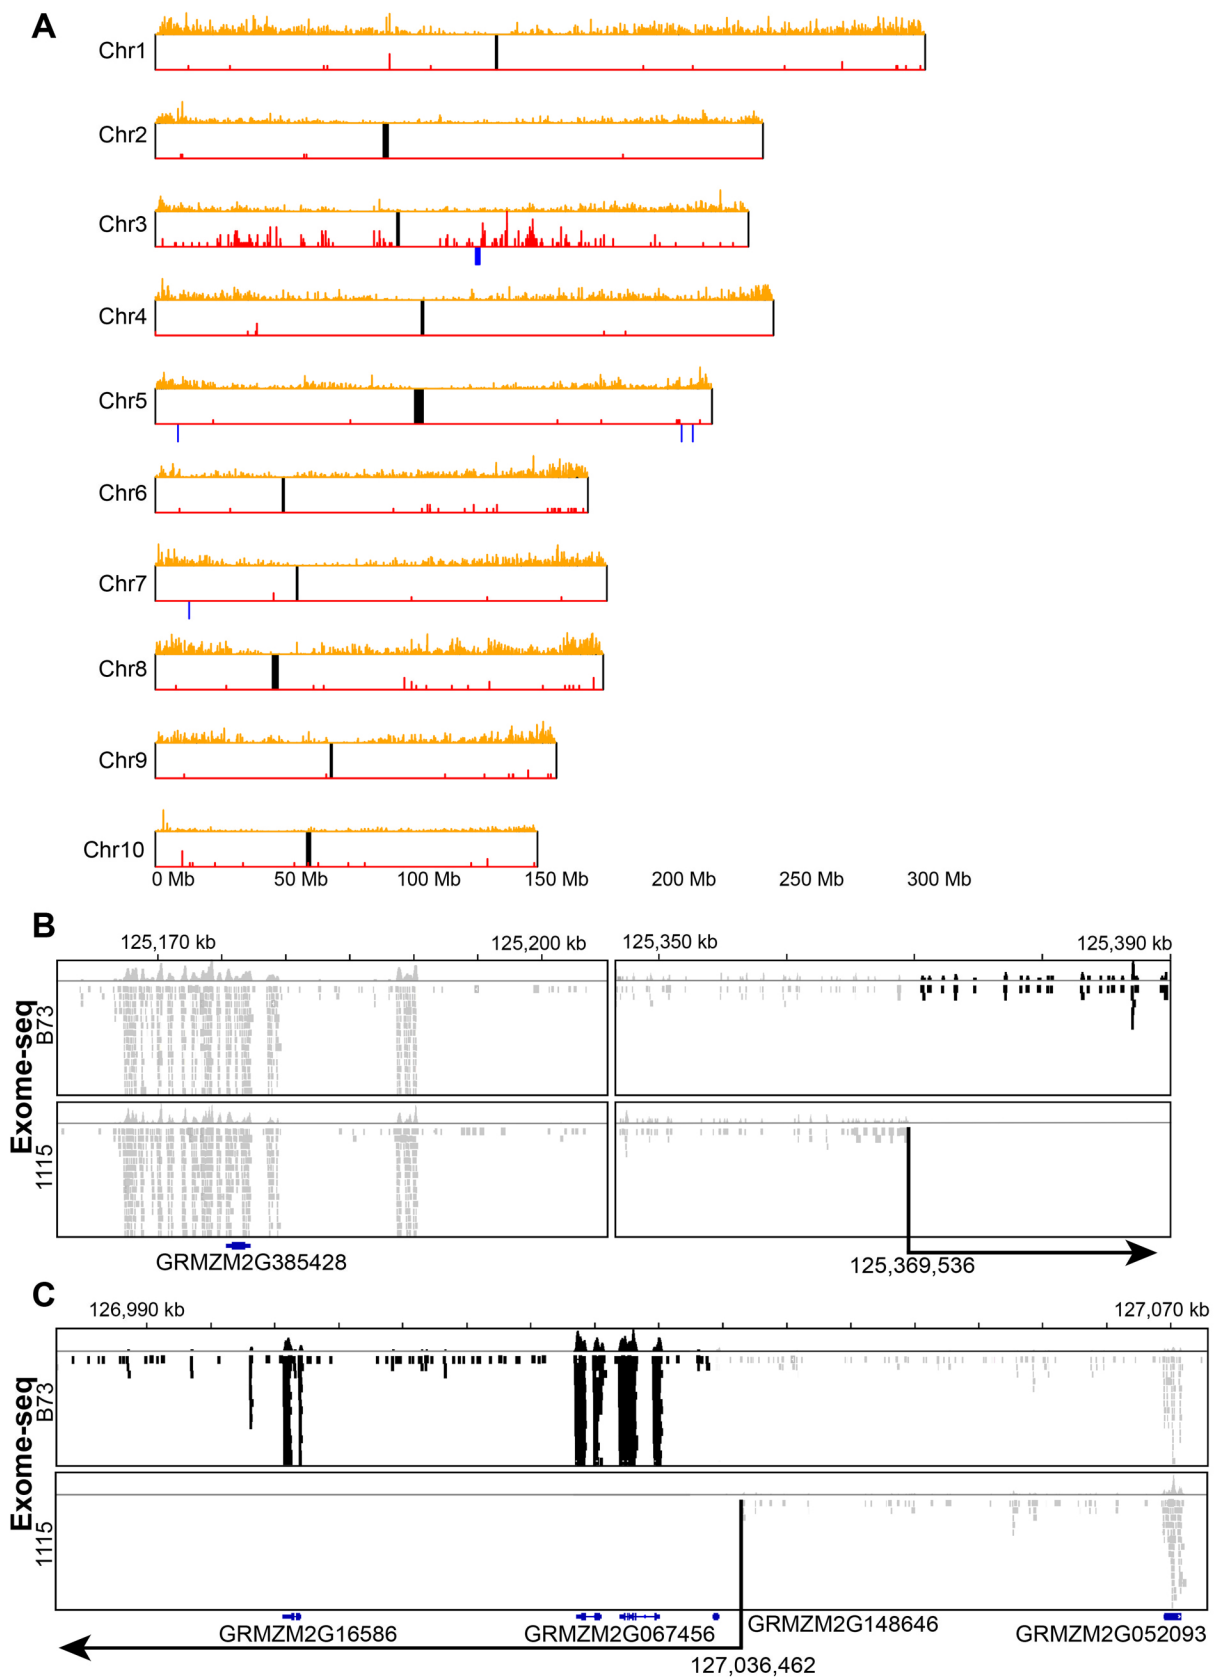 A
Chr1
Chr2
Chr3
Chr4
Chr5
Chr6
Chr7
Chr8
Chr9
Chr10
0 Mb 50 Mb 100 Mb 150 Mb 200 Mb 250 Mb 300 Mb
B
125,170 kb 125,200 kb 125,350 kb 125,390 kb
Exome-seq
B73
1115
GRMZM2G385428
125,369,536
C
126,990 kb 127,070 kb
Exome-seq
B73
1115
GRMZM2G16586 GRMZM2G067456 GRMZM2G148646 GRMZM2G052093
127,036,462